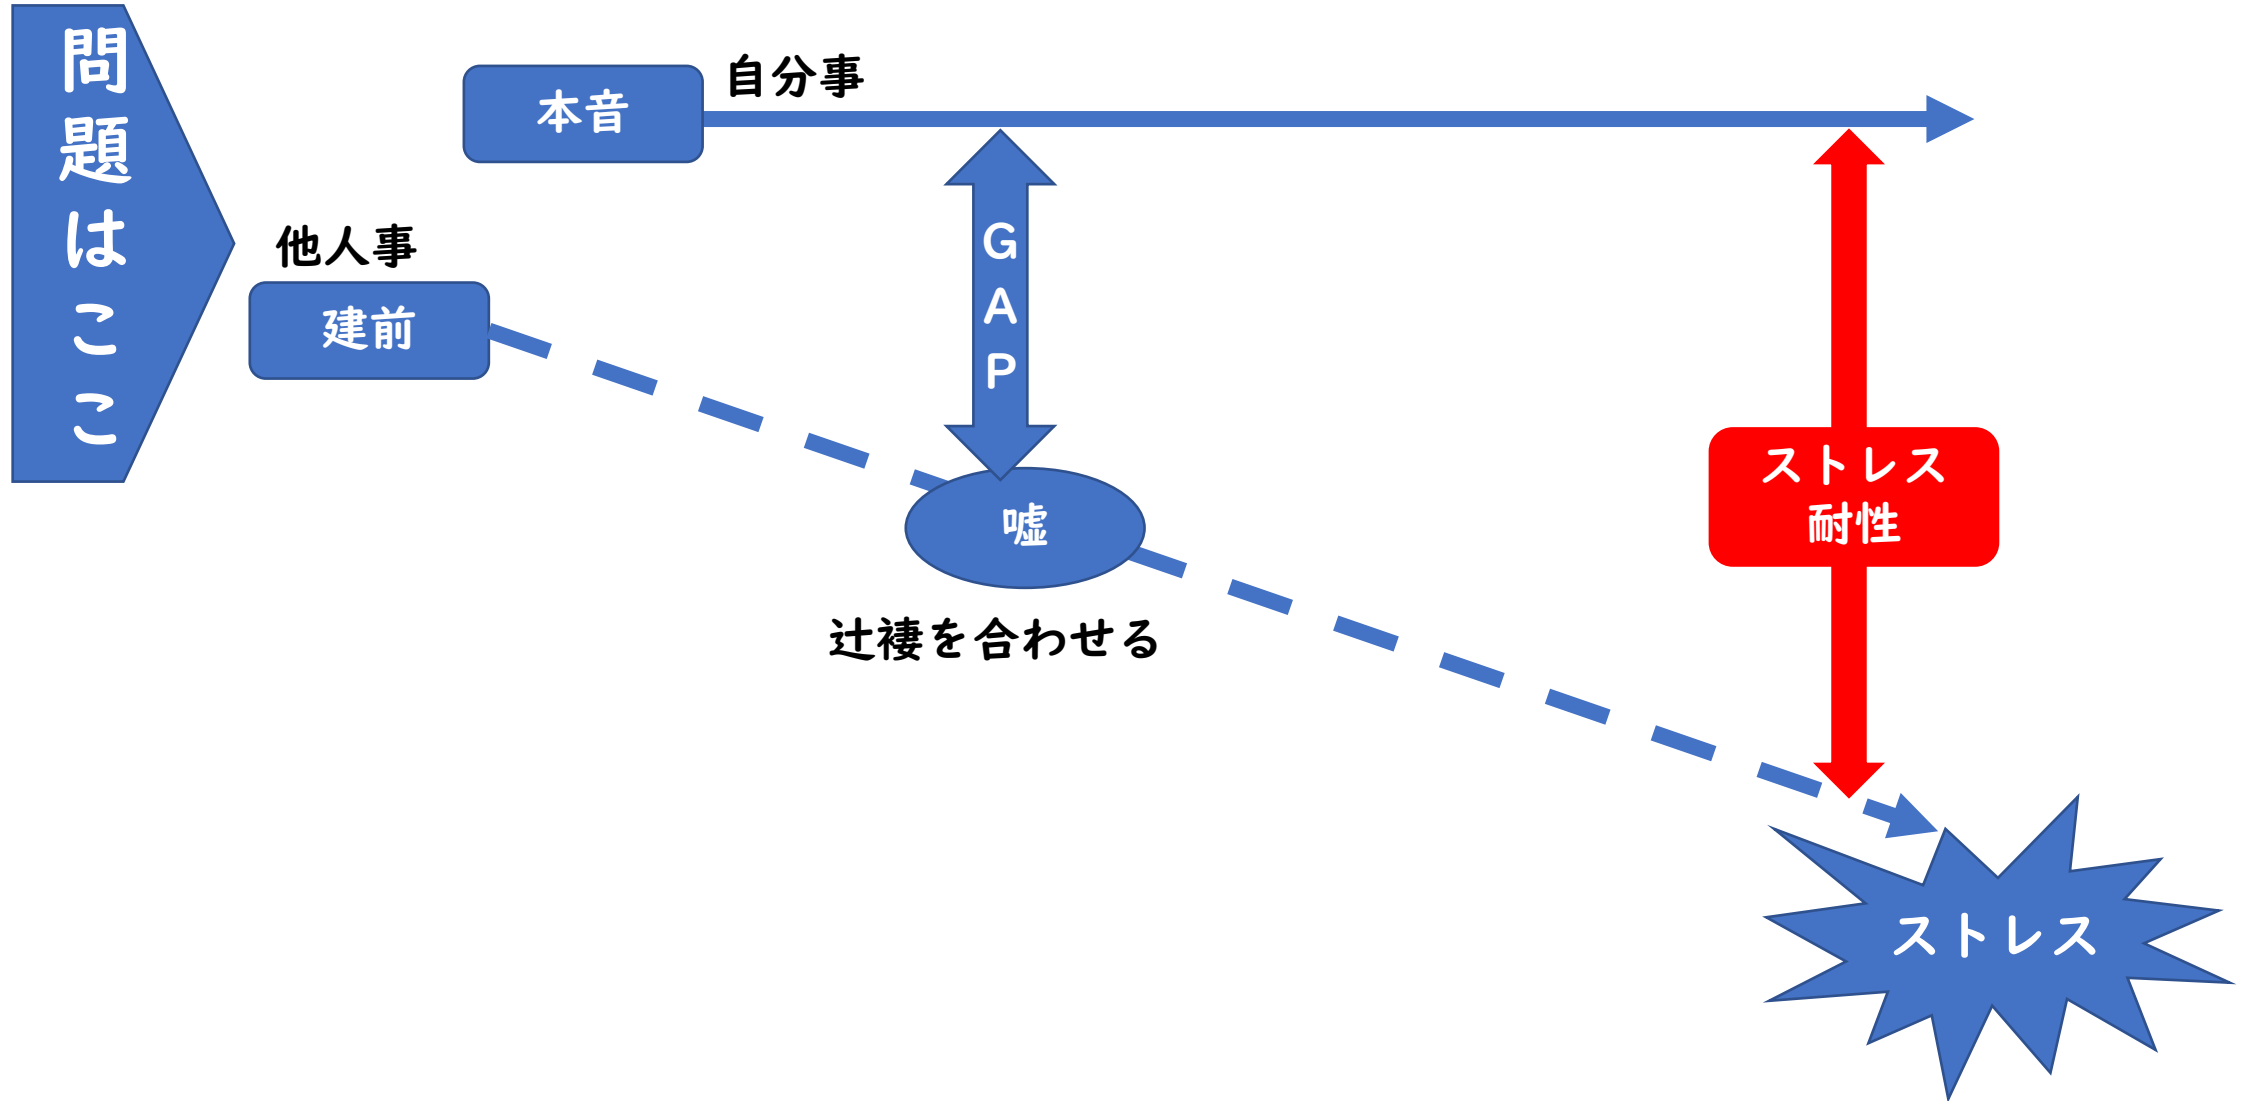 問題はここ
本音
自分事
他人事
建前
GAP
嘘
辻褄を合わせる
ストレス
耐性
ストレス